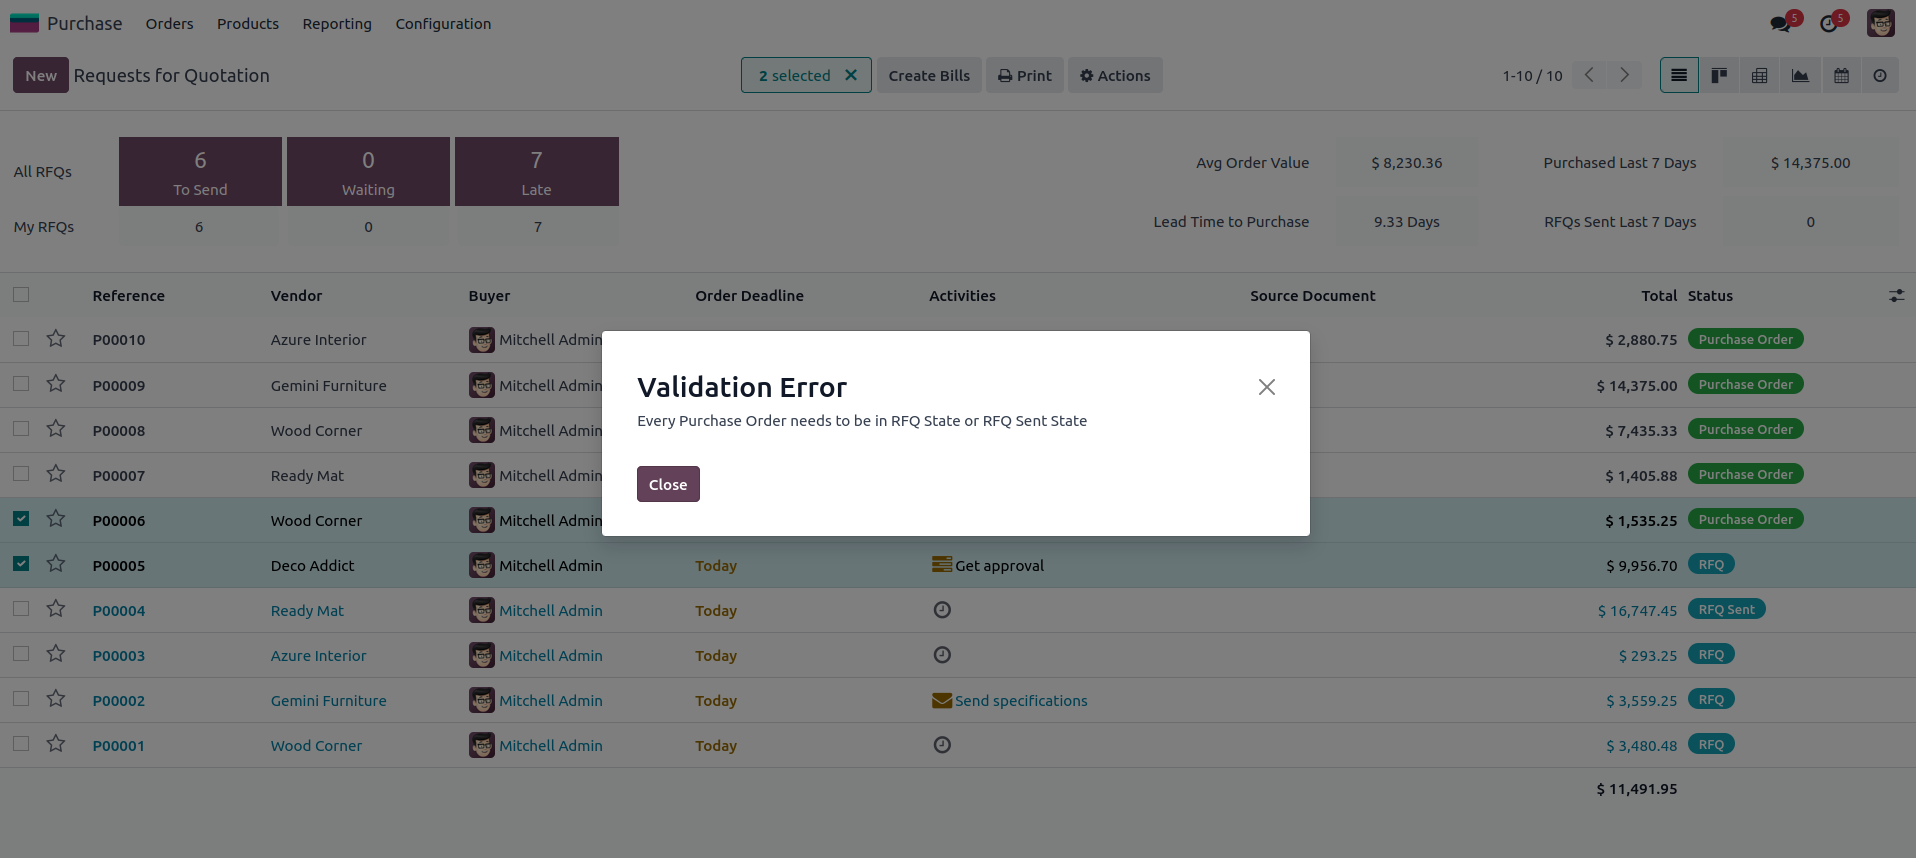 Purchase Orders Products Reporting Configuration 5 5
New Requests for Quotation 2 selected Create Bills Print Actions 1-10 / 10
All RFQs 6 To Send 0 Waiting 7 Late Avg Order Value $ 8,230.36 Purchased Last 7 Days $ 14,375.00
My RFQs 6 0 7 Lead Time to Purchase 9.33 Days RFQs Sent Last 7 Days 0
Reference Vendor Buyer Order Deadline Activities Source Document Total Status
P00010 Azure Interior Mitchell Admin $ 2,880.75 Purchase Order
P00009 Gemini Furniture Mitchell Admin $ 14,375.00 Purchase Order
P00008 Wood Corner Mitchell Admin $ 7,435.33 Purchase Order
P00007 Ready Mat Mitchell Admin $ 1,405.88 Purchase Order
P00006 Wood Corner Mitchell Admin $ 1,535.25 Purchase Order
P00005 Deco Addict Mitchell Admin Today Get approval $ 9,956.70 RFQ
P00004 Ready Mat Mitchell Admin Today $ 16,747.45 RFQ Sent
P00003 Azure Interior Mitchell Admin Today $ 293.25 RFQ
P00002 Gemini Furniture Mitchell Admin Today Send specifications $ 3,559.25 RFQ
P00001 Wood Corner Mitchell Admin Today $ 3,480.48 RFQ
$ 11,491.95
Validation Error
Every Purchase Order needs to be in RFQ State or RFQ Sent State
Close